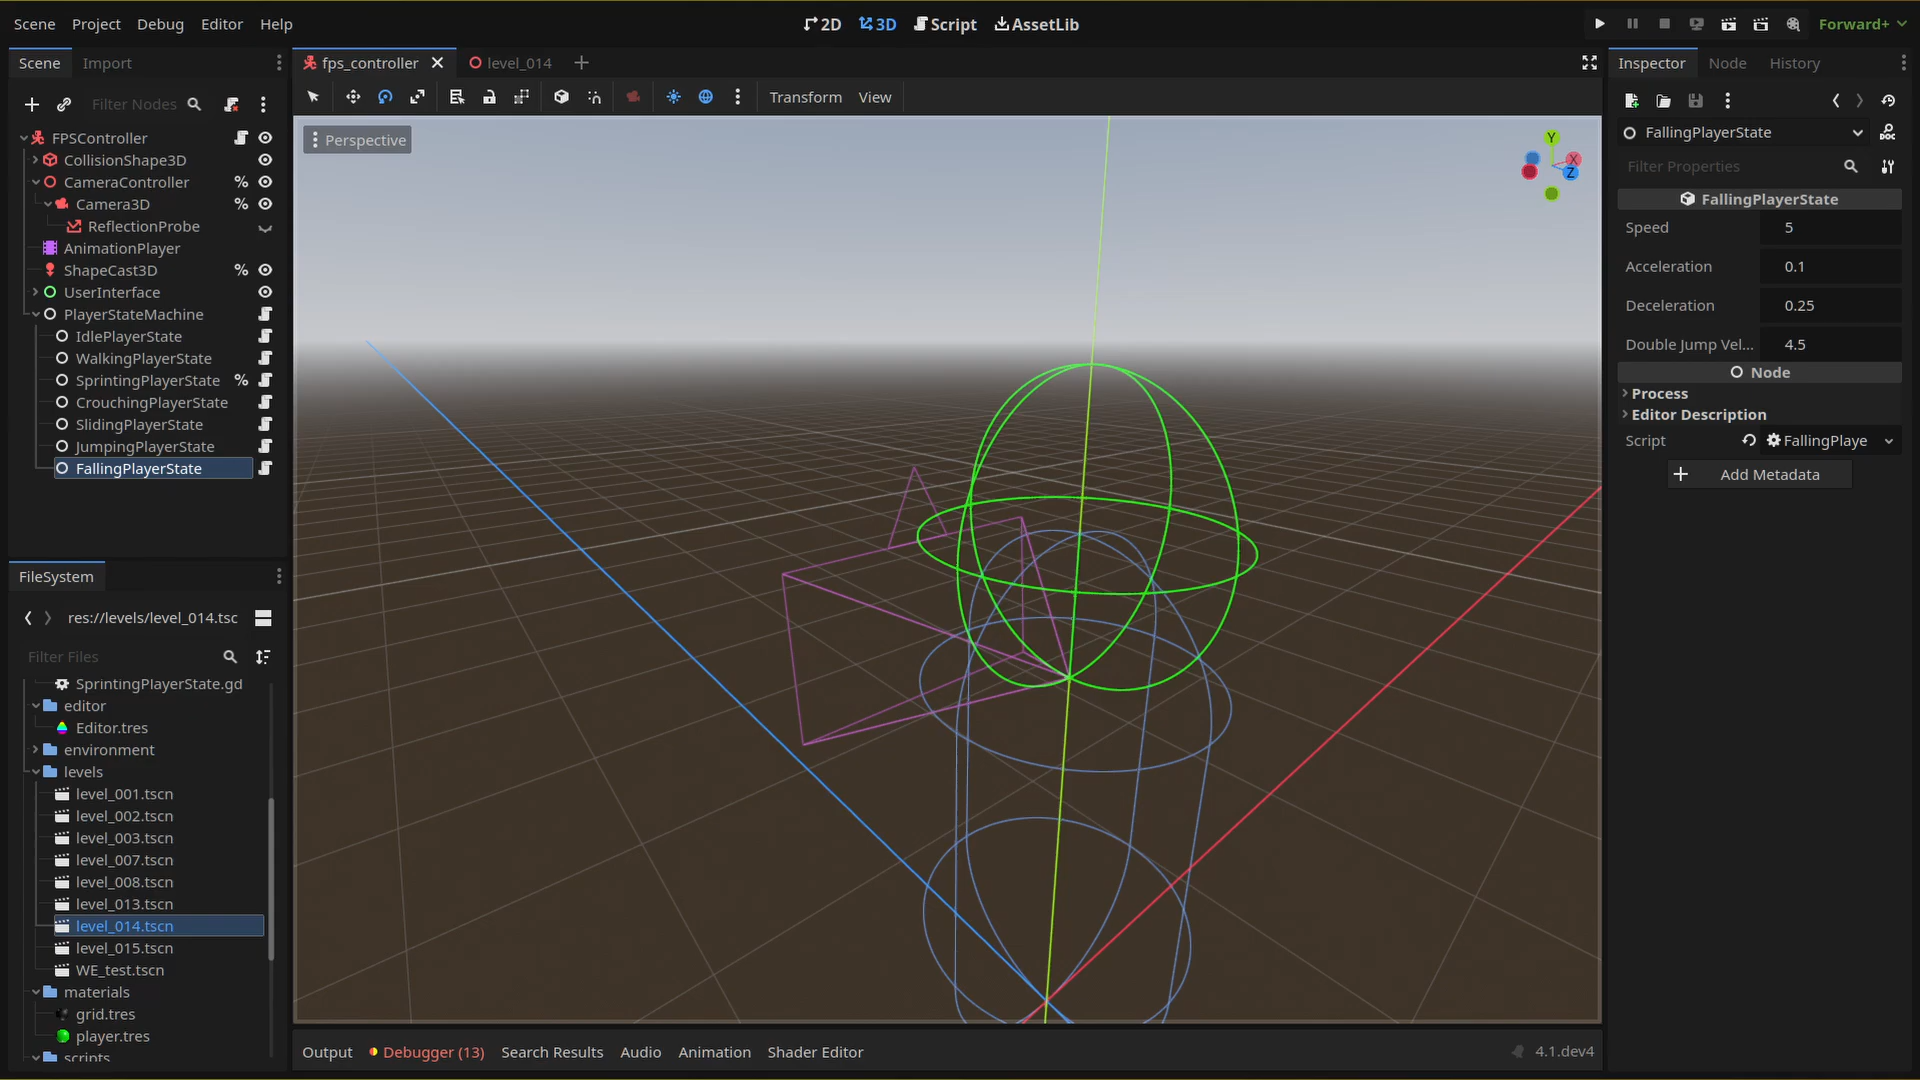 Scene Project Debug Editor Help
2D 3D Script AssetLib
Forward+
Scene Import
Filter Nodes
FPSController
CollisionShape3D
CameraController %
Camera3D %
ReflectionProbe
AnimationPlayer
ShapeCast3D %
UserInterface
PlayerStateMachine
IdlePlayerState
WalkingPlayerState
SprintingPlayerState %
CrouchingPlayerState
SlidingPlayerState
JumpingPlayerState
FallingPlayerState
FileSystem
res://levels/level_014.tsc
Filter Files
SprintingPlayerState.gd
editor
Editor.tres
environment
levels
level_001.tscn
level_002.tscn
level_003.tscn
level_007.tscn
level_008.tscn
level_013.tscn
level_014.tscn
level_015.tscn
WE_test.tscn
materials
grid.tres
player.tres
scripts
fps_controller level_014
Transform View
Perspective
Y
X
Z
Output Debugger (13) Search Results Audio Animation Shader Editor
4.1.dev4
Inspector Node History
FallingPlayerState
DOC
Filter Properties
FallingPlayerState
Speed 5
Acceleration 0.1
Deceleration 0.25
Double Jump Vel... 4.5
Node
Process
Editor Description
Script FallingPlaye
Add Metadata